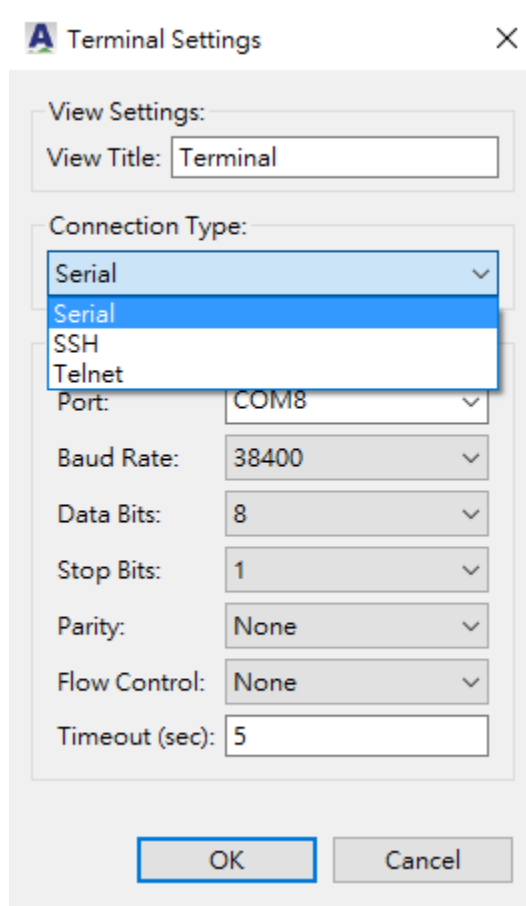 Terminal Settings
View Settings:
View Title: Terminal
Connection Type:
Serial
Serial
SSH
Telnet
Port: COM8
Baud Rate: 38400
Data Bits: 8
Stop Bits: 1
Parity: None
Flow Control: None
Timeout (sec): 5
OK Cancel